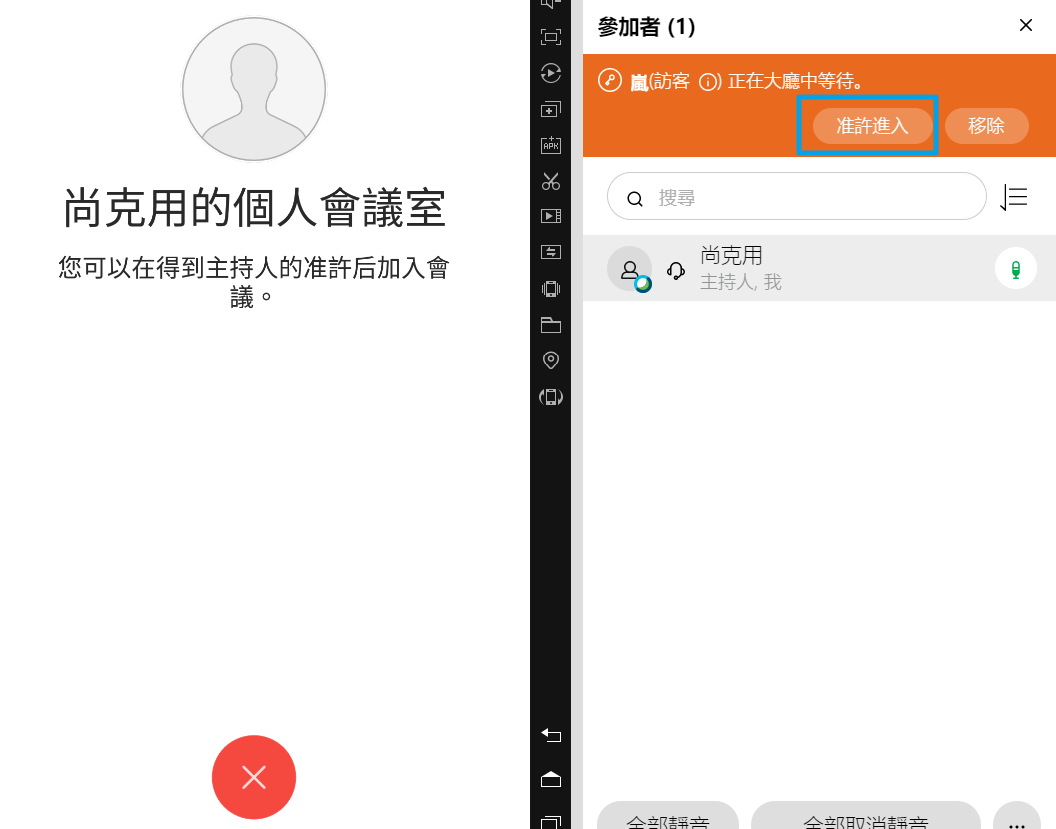 尚克用的個人會議室
您可以在得到主持人的准許后加入會
議。
APK
參加者 (1)
嵐(訪客 ) 正在大廳中等待。
准許進入
移除
搜尋
尚克用
主持人, 我
全部靜音
全部取消靜音